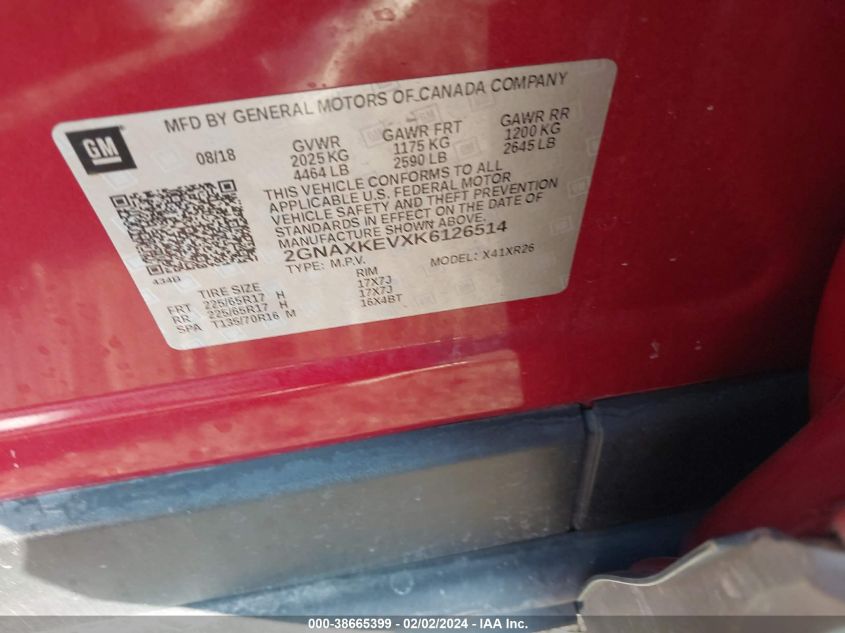 GM
MFD BY GENERAL MOTORS OF CANADA COMPANY
08/18
GVWR
2025 KG
4464 LB
GAWR FRT
1175 KG
2590 LB
GAWR RR
1200 KG
2645 LB
THIS VEHICLE CONFORMS TO ALL
APPLICABLE U.S. FEDERAL MOTOR
VEHICLE SAFETY AND THEFT PREVENTION
STANDARDS IN EFFECT ON THE DATE OF
MANUFACTURE SHOWN ABOVE.
2GNAXKEVXK6126514
TYPE: M.P.V. MODEL: X41XR26
434B
TIRE SIZE RIM
FRT 225/65R17 H 17X7J
RR 225/65R17 H 17X7J
SPA T135/70R16 M 16X4BT
000-38665399 - 02/02/2024 - IAAI.com